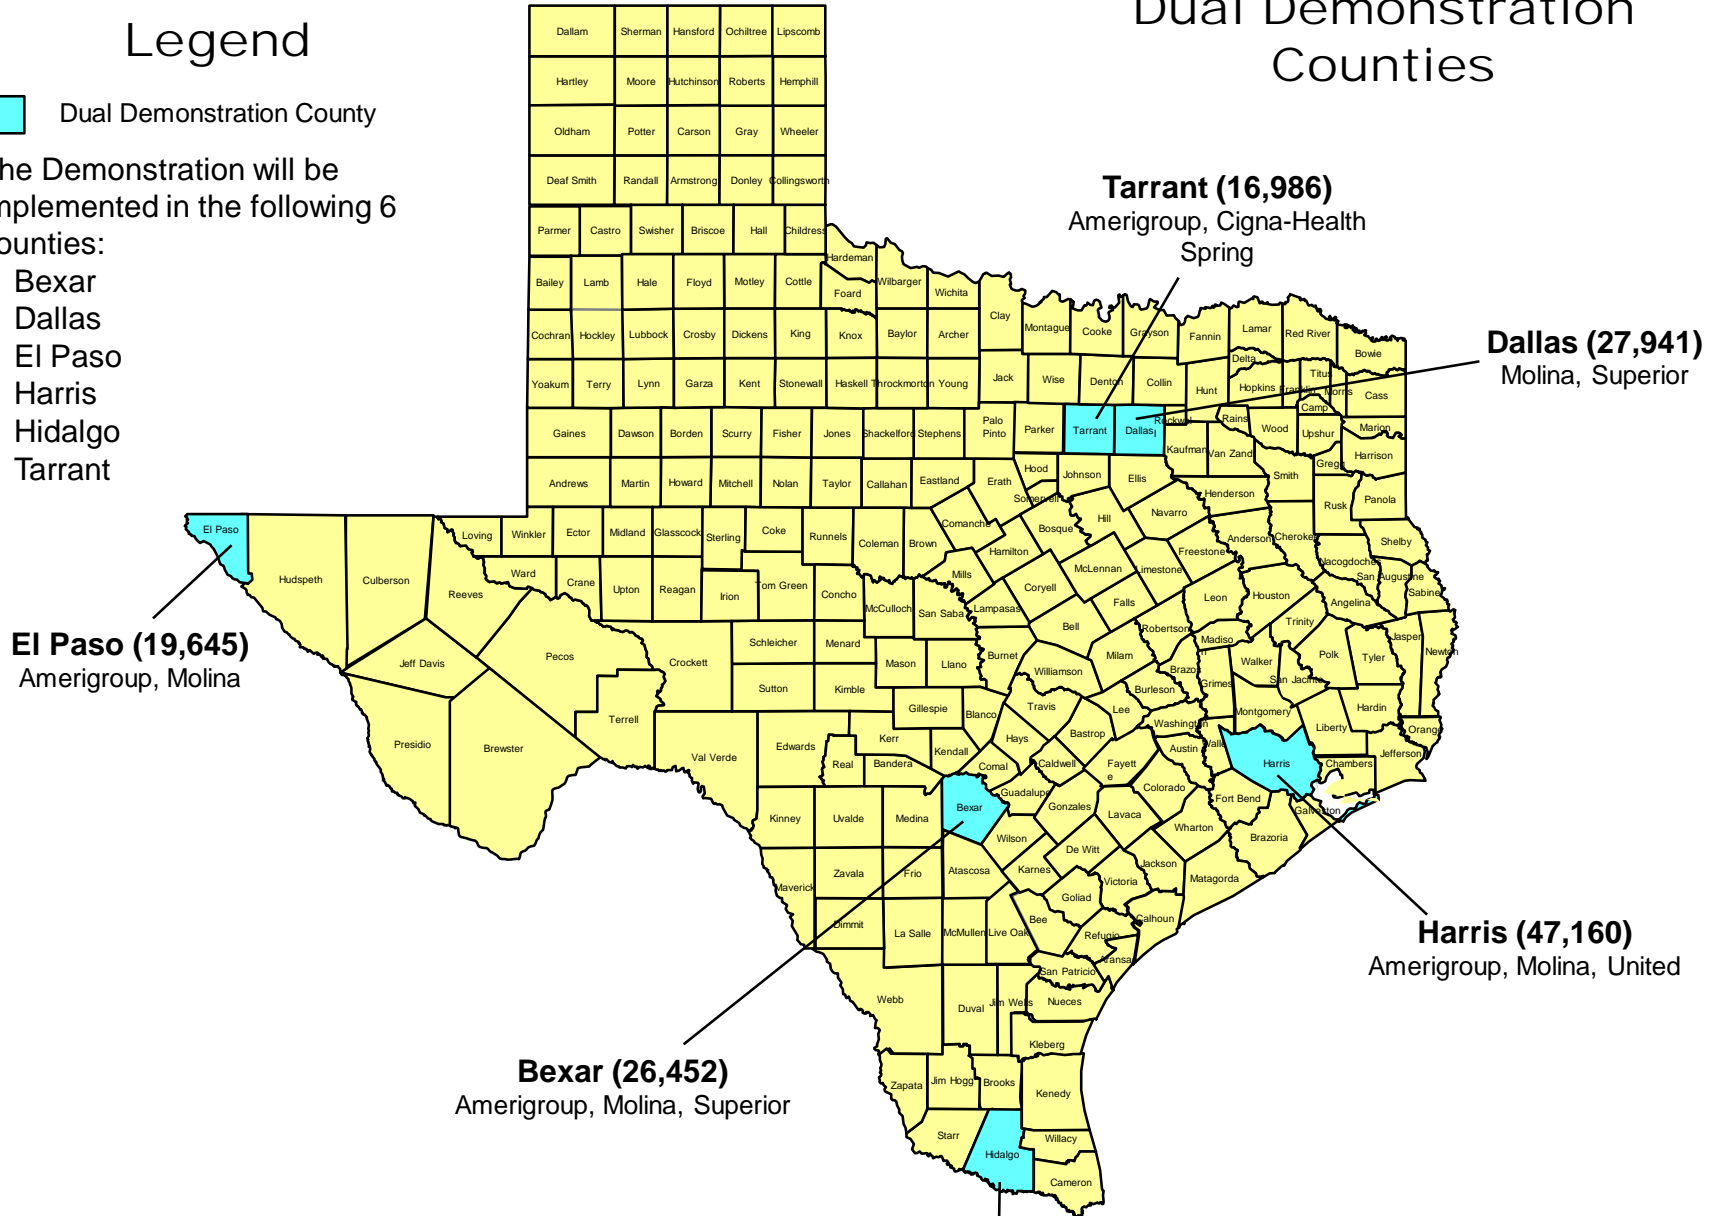 Legend
Dual Demonstration
Counties
Dual Demonstration County
he Demonstration will be
mplemented in the following 6
ounties:
Bexar
Dallas
El Paso
Harris
Hidalgo
Tarrant
Tarrant (16,986)
Amerigroup, Cigna-Health
Spring
Dallas (27,941)
Molina, Superior
El Paso (19,645)
Amerigroup, Molina
Harris (47,160)
Amerigroup, Molina, United
Bexar (26,452)
Amerigroup, Molina, Superior
Dallam Sherman Hansford Ochiltree Lipscomb
Hartley Moore Hutchinson Roberts Hemphill
Oldham Potter Carson Gray Wheeler
Deaf Smith Randall Armstrong Donley Collingsworth
Parmer Castro Swisher Briscoe Hall Childress
Hardeman
Bailey Lamb Hale Floyd Motley Cottle Foard Wilbarger Wichita
Clay Montague Cooke Grayson Fannin Lamar Red River Bowie
Cochran Hockley Lubbock Crosby Dickens King Knox Baylor Archer
Delta Titus
Yoakum Terry Lynn Garza Kent Stonewall Haskell Throckmorton Young Jack Wise Denton Collin Hunt Hopkins Franklin Morris Cass
Camp
Gaines Dawson Borden Scurry Fisher Jones Shackelford Stephens Palo
Pinto
Parker Tarrant Dallas Rockwal
l
Rains Wood Upshur Marion
Kaufman Van Zand Gregg Harrison
Andrews Martin Howard Mitchell Nolan Taylor Callahan Eastland Erath Hood Johnson Ellis Henderson Smith Rusk Panola
Somervell
El Paso Hudspeth Culberson Reeves Loving Winkler Ector Midland Glasscock Sterling Coke Runnels Coleman Brown Comanche Bosque Hill Navarro Anderson Cherokee Shelby
Hamilton Freestone Nacogdoches
Ward Crane Upton Reagan Irion Tom Green Concho McCulloch San Saba Mills Coryell McLennan Limestone Leon Houston San Augustine Sabine
Lampasas Falls Angelina
Jeff Davis Pecos Crockett Schleicher Menard Mason Llano Burnet Bell Robertson Madiso
n
Trinity Polk Tyler Jasper Newton
Williamson Milam Brazos Walker San Jacinto
Sutton Kimble Grimes
Presidio Brewster Terrell Val Verde Edwards Gillespie Blanco Travis Lee Burleson Montgomery Liberty Hardin
Kerr Kendall Hays Bastrop Washington Orange
Real Bandera Comal Caldwell Fayett
e
Austin Walle Harris Chambers Jefferson
Kinney Uvalde Medina Bexar Guadalupe Gonzales Colorado Fort Bend Galveston
Wilson Lavaca Wharton Brazoria
Maverick Zavala Frio Atascosa Karnes De Witt Jackson Matagorda
Goliad Victoria
Dimmit La Salle McMullen Live Oak Bee Refugio Calhoun
Aransa
San Patricio
Webb Duval Jim Wells Nueces
Kleberg
Zapata Jim Hogg Brooks Kenedy
Starr Hidalgo Willacy
Cameron